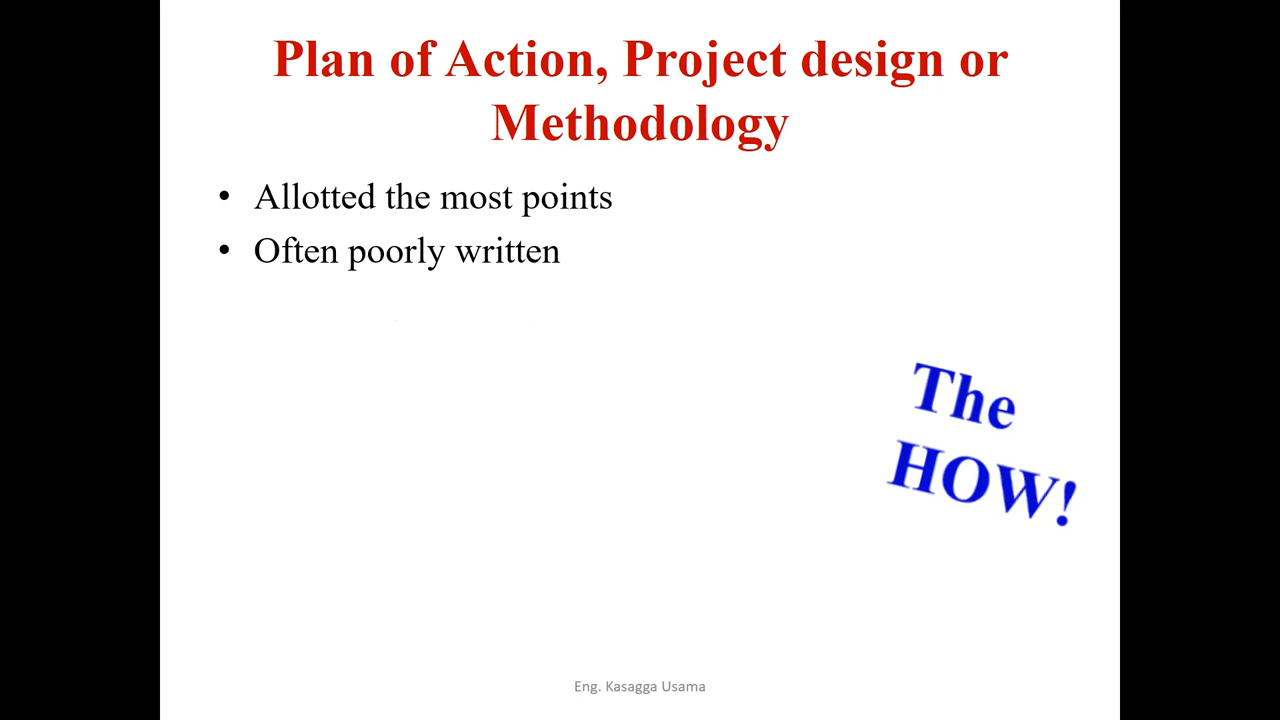 Plan of Action, Project design or
Methodology
• Allotted the most points
• Often poorly written
The
HOW!
Eng. Kasagga Usama